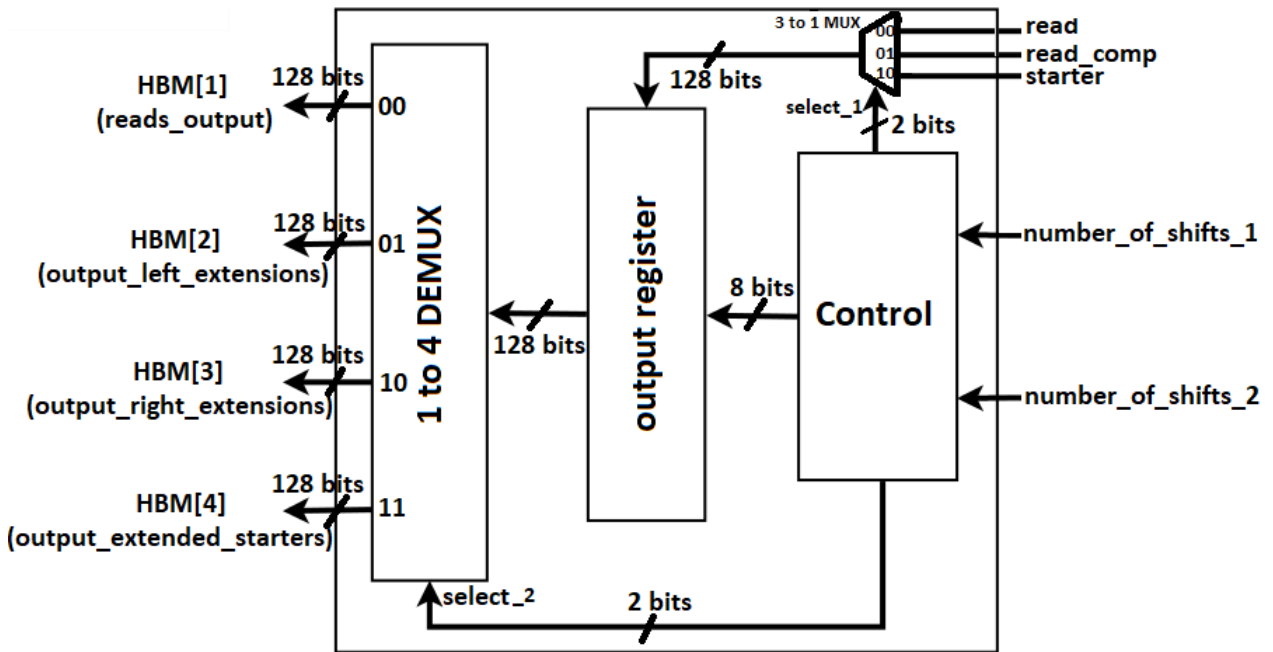 3 to 1 MUX
00
01
10
read
read_comp
starter
128 bits
select_1
2 bits
HBM[1]
(reads_output)
128 bits
00
HBM[2]
(output_left_extensions)
128 bits
01
HBM[3]
(output_right_extensions)
128 bits
10
HBM[4]
(output_extended_starters)
128 bits
11
1 to 4 DEMUX
128 bits
output register
8 bits
Control
number_of_shifts_1
number_of_shifts_2
select_2
2 bits